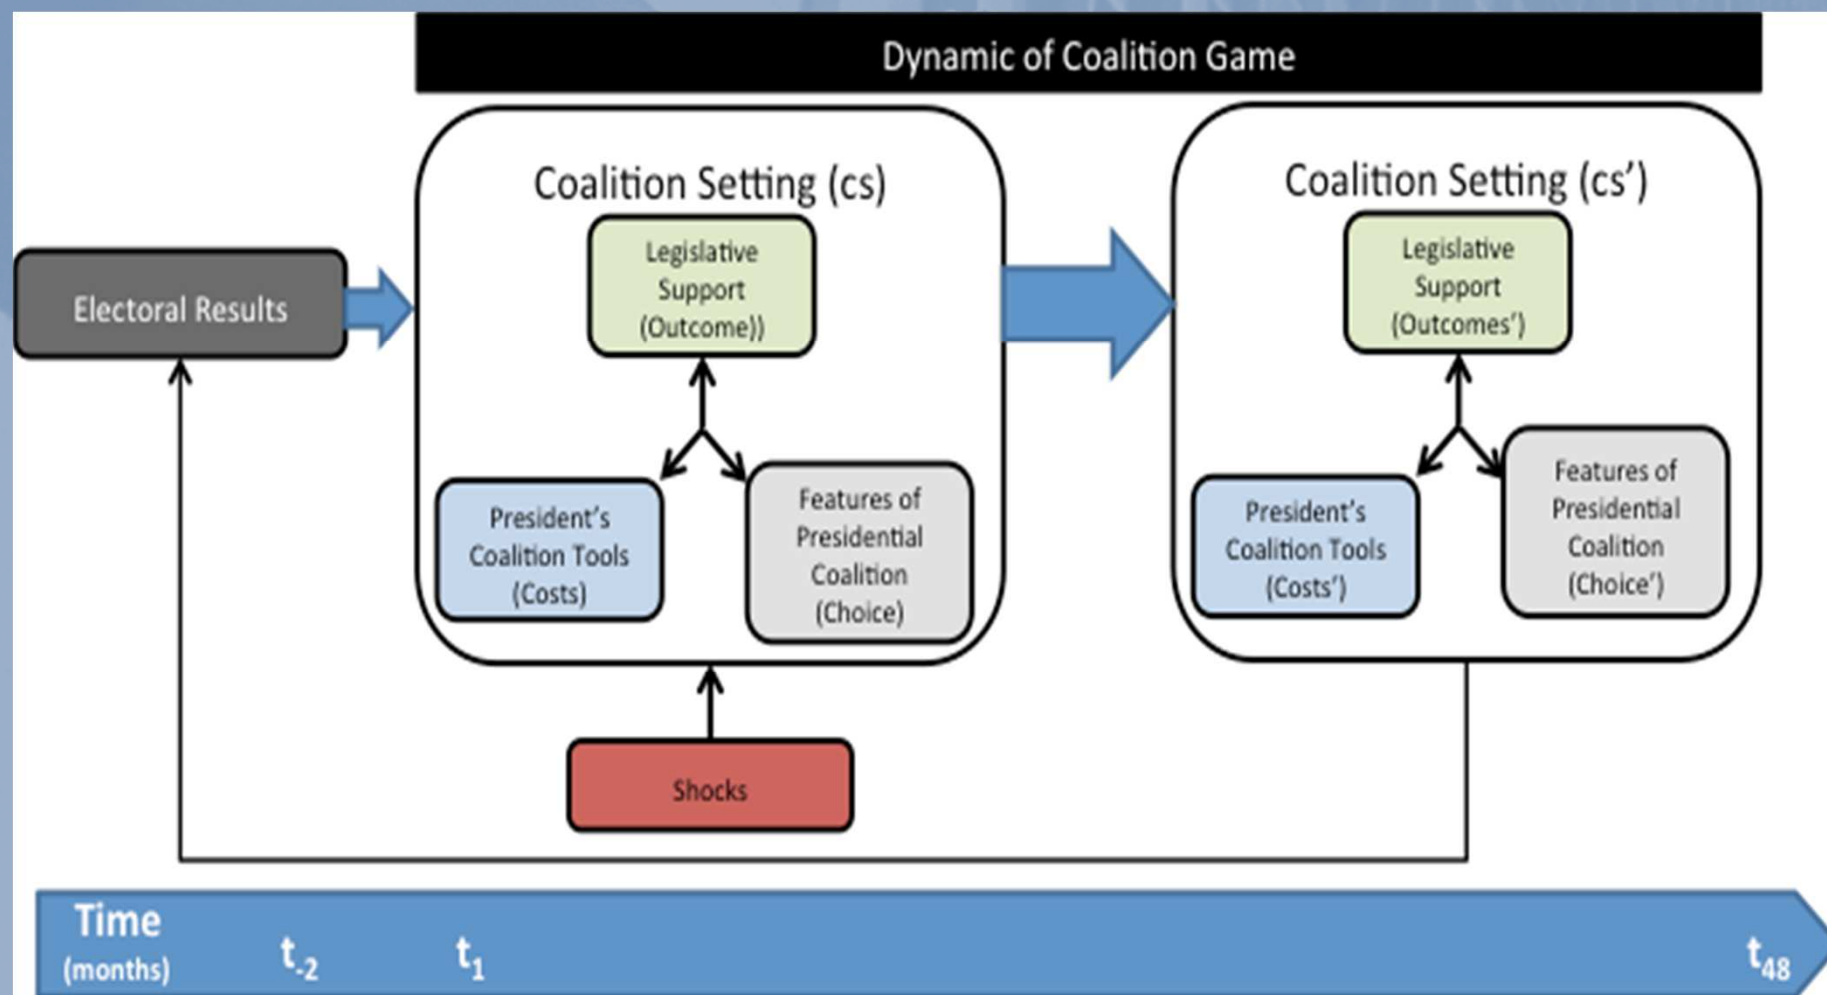 Dynamic of Coalition Game
Electoral Results
Coalition Setting (cs)
Legislative
Support
(Outcome))
President’s
Coalition Tools
(Costs)
Features of
Presidential
Coalition
(Choice)
Shocks
Coalition Setting (cs’)
Legislative
Support
(Outcomes’)
President’s
Coalition Tools
(Costs’)
Features of
Presidential
Coalition
(Choice’)
Time
(months)
t-2
t1
t48